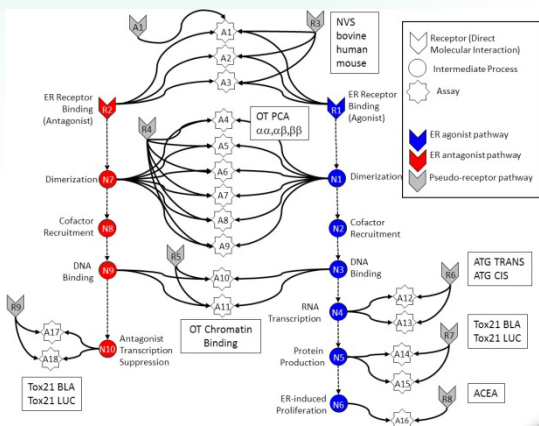 A1
R3
NVS
bovine
human
mouse
A1
A2
A3
ER Receptor
Binding
(Antagonist)
R2
R1
ER Receptor
Binding
(Agonist)
Receptor (Direct
Molecular Interaction)
Intermediate Process
Assay
ER agonist pathway
ER antagonist pathway
Pseudo-receptor pathway
R4
A4
OT PCA
αα,αβ,ββ
A5
A6
A7
A8
A9
Dimerization
N7
N1
Dimerization
Cofactor
Recruitment
N8
N2
Cofactor
Recruitment
DNA
Binding
N9
R5
A10
A11
N3
DNA
Binding
OT Chromatin
Binding
R6
ATG TRANS
ATG CIS
RNA
Transcription
N4
A12
A13
R9
A17
A18
N10
Antagonist
Transcription
Suppression
Tox21 BLA
Tox21 LUC
R7
Tox21 BLA
Tox21 LUC
Protein
Production
N5
A14
A15
ER-induced
Proliferation
N6
A16
R8
ACEA